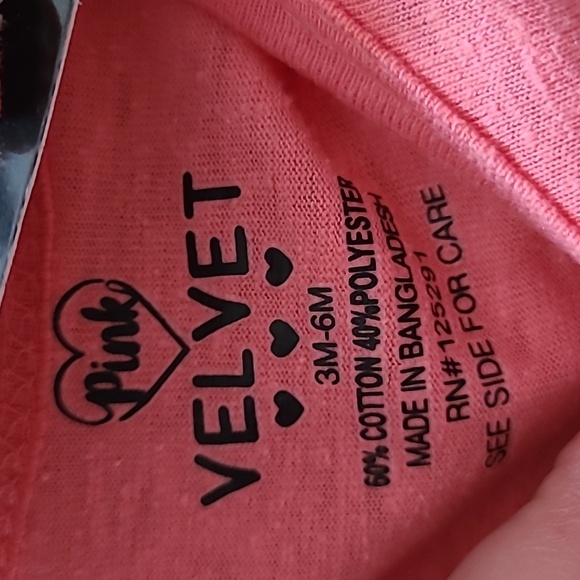 Pink
VELVET
3M-6M
60% COTTON 40%POLYESTER
MADE IN BANGLADESH
RN#125291
SEE SIDE FOR CARE